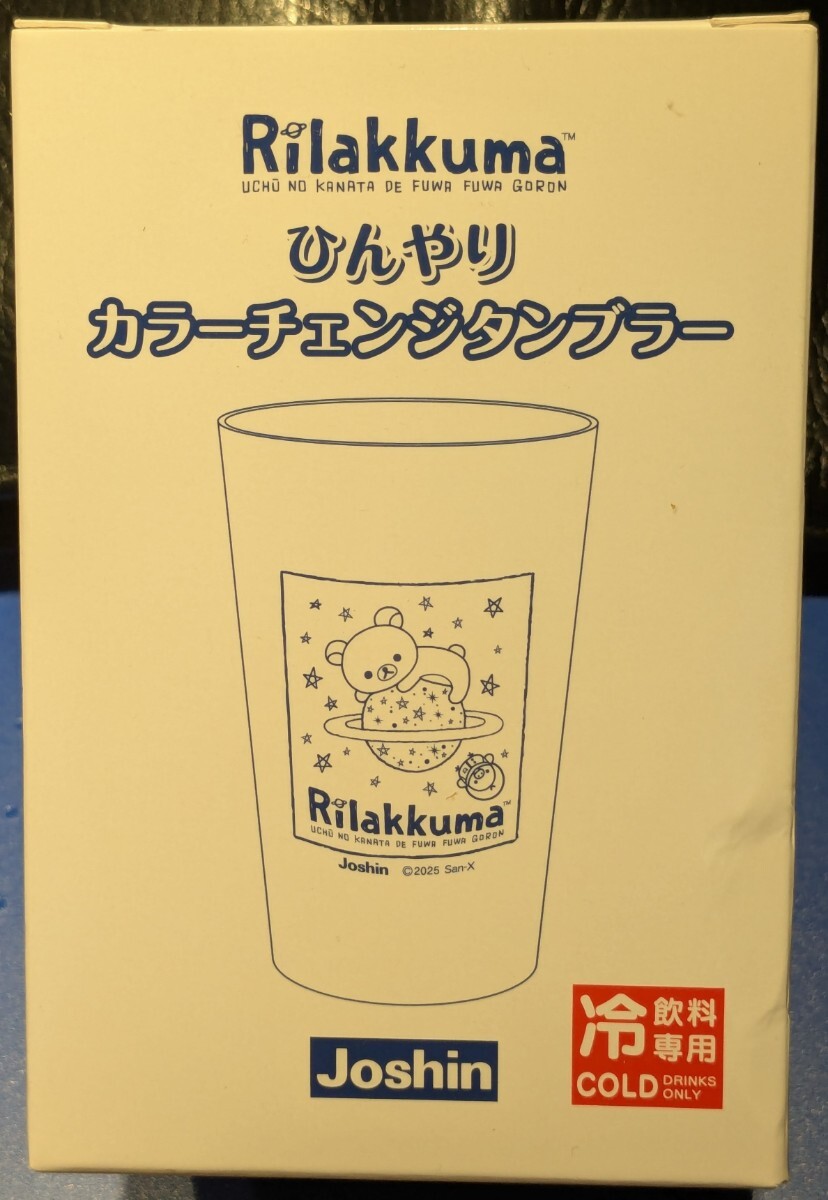 Rilakkuma™
UCHŪ NO KANATA DE FUWA FUWA GORON
ひんやり
カラーチェンジタンブラー
Rilakkuma™
UCHŪ NO KANATA DE FUWA FUWA GORON
Joshin ©2025 San-X
Joshin
冷飲料専用
COLD DRINKS ONLY